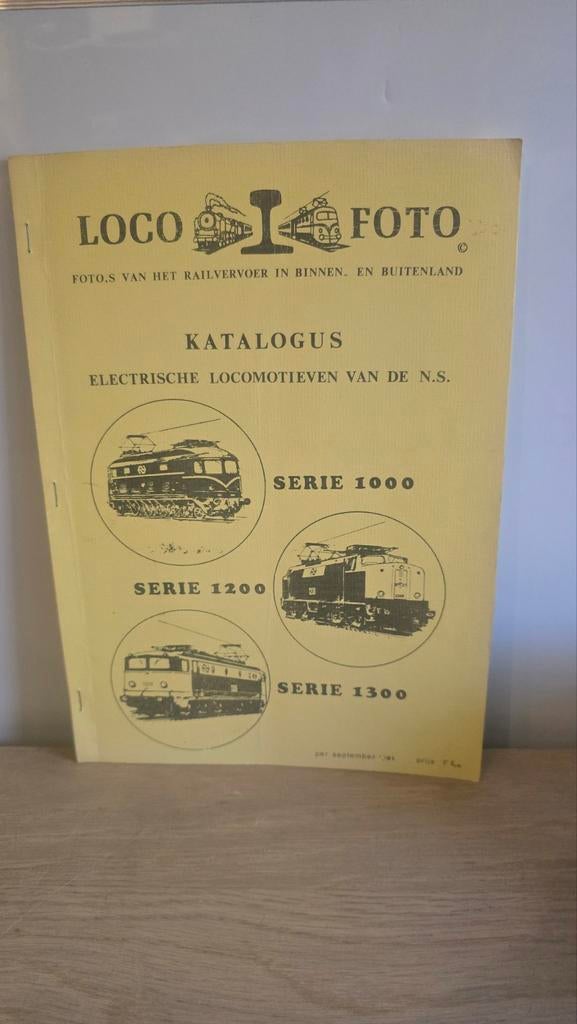 LOCO FOTO ©
FOTO.S VAN HET RAILVERVOER IN BINNEN- EN BUITENLAND
KATALOGUS
ELECTRISCHE LOCOMOTIEVEN VAN DE N.S.
SERIE 1000
SERIE 1200
SERIE 1300
per september prijs